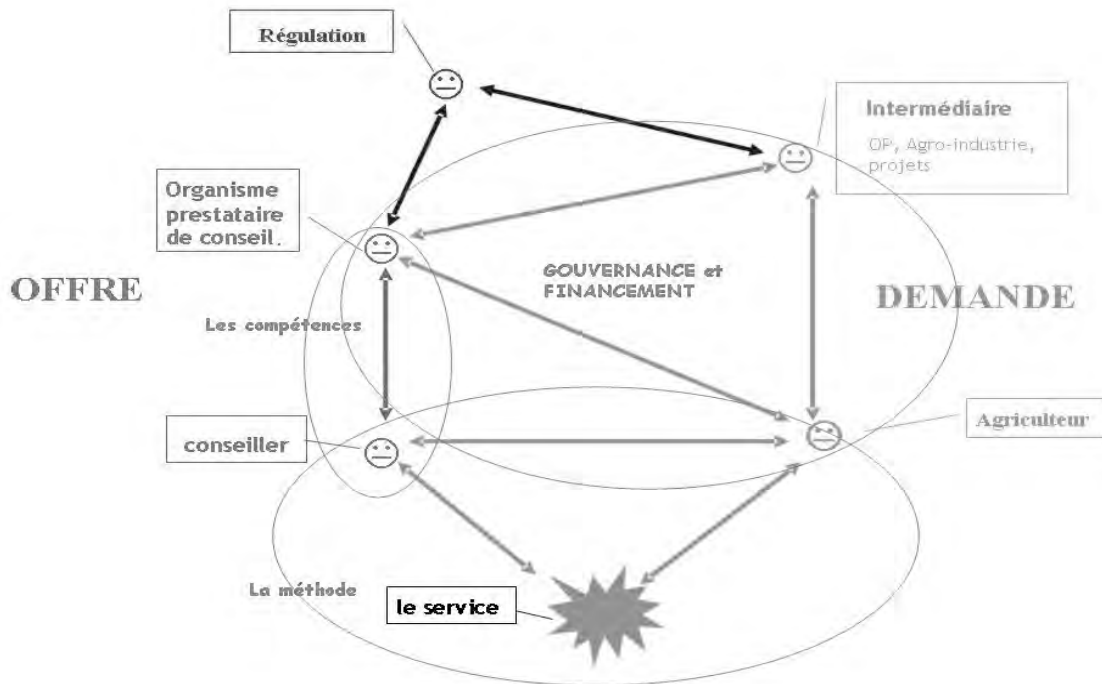 Régulation
Intermédiaire
OP, Agro-industrie,
projets
Organisme
prestataire
de conseil.
GOUVERNANCE et
FINANCEMENT
OFFRE
DEMANDE
Les compétences
Agriculteur
conseiller
La méthode
le service